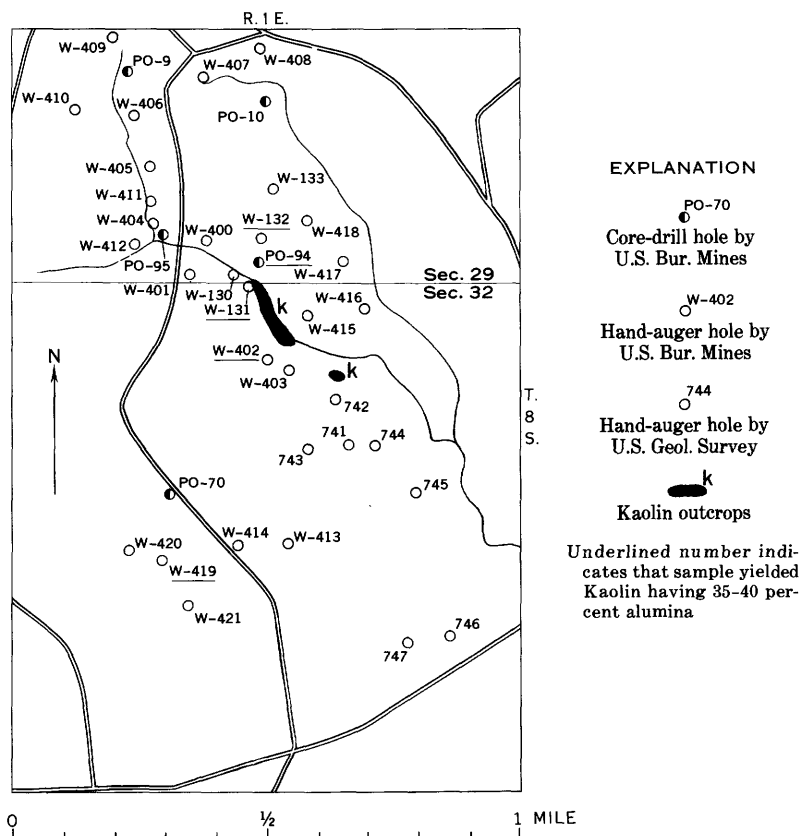 R. 1 E.
W-409
PO-9
W-407
W-408
W-410
W-406
PO-10
W-405
W-133
W-411
W-404
W-400
W-132
W-418
W-412
PO-94
PO-95
W-417
W-401
W-130
Sec. 29
Sec. 32
W-131
k
W-416
W-415
W-402
W-403
k
N
742
T.
8
S.
741
744
743
745
PO-70
W-420
W-414
W-413
W-419
W-421
746
747
0
½
1 MILE
EXPLANATION
PO-70
Core-drill hole by
U.S. Bur. Mines
W-402
Hand-auger hole by
U.S. Bur. Mines
744
Hand-auger hole by
U.S. Geol. Survey
k
Kaolin outcrops
Underlined number indi-
cates that sample yielded
Kaolin having 35-40 per-
cent alumina